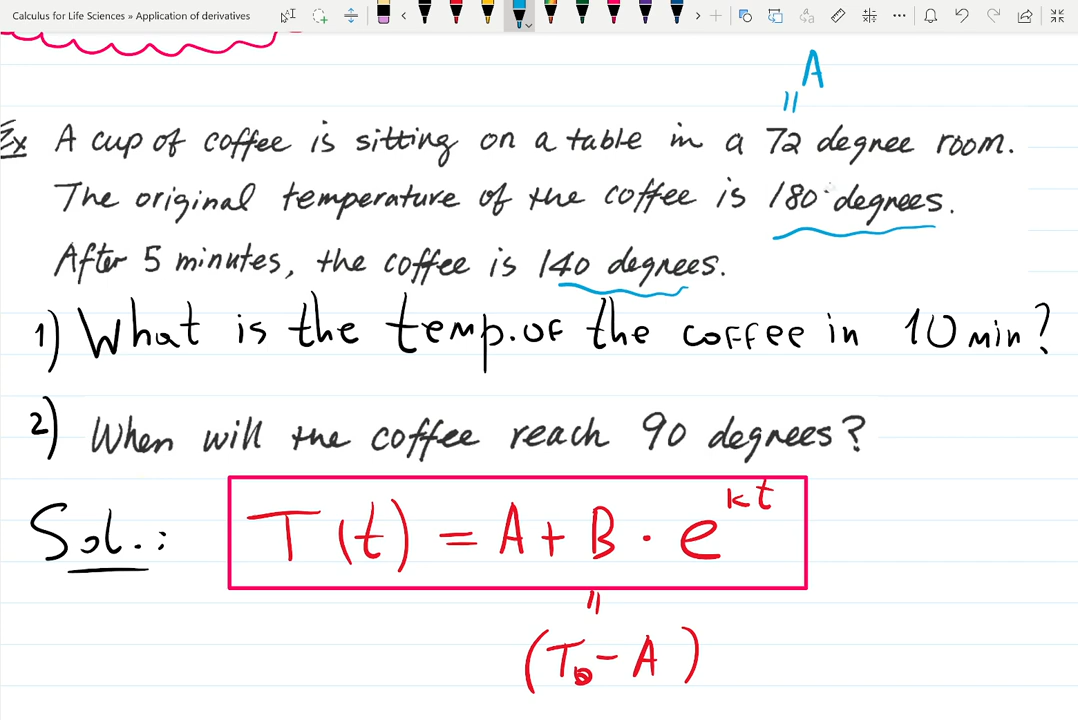 Calculus for Life Sciences » Application of derivatives
A
=
Ex A cup of coffee is sitting on a table in a 72 degree room.
The original temperature of the coffee is 180 degrees.
After 5 minutes, the coffee is 140 degrees.
1) What is the temp. of the coffee in 10 min?
2) When will the coffee reach 90 degrees?
Sol.: T(t) = A + B · e^kt
=
(T₀ - A)